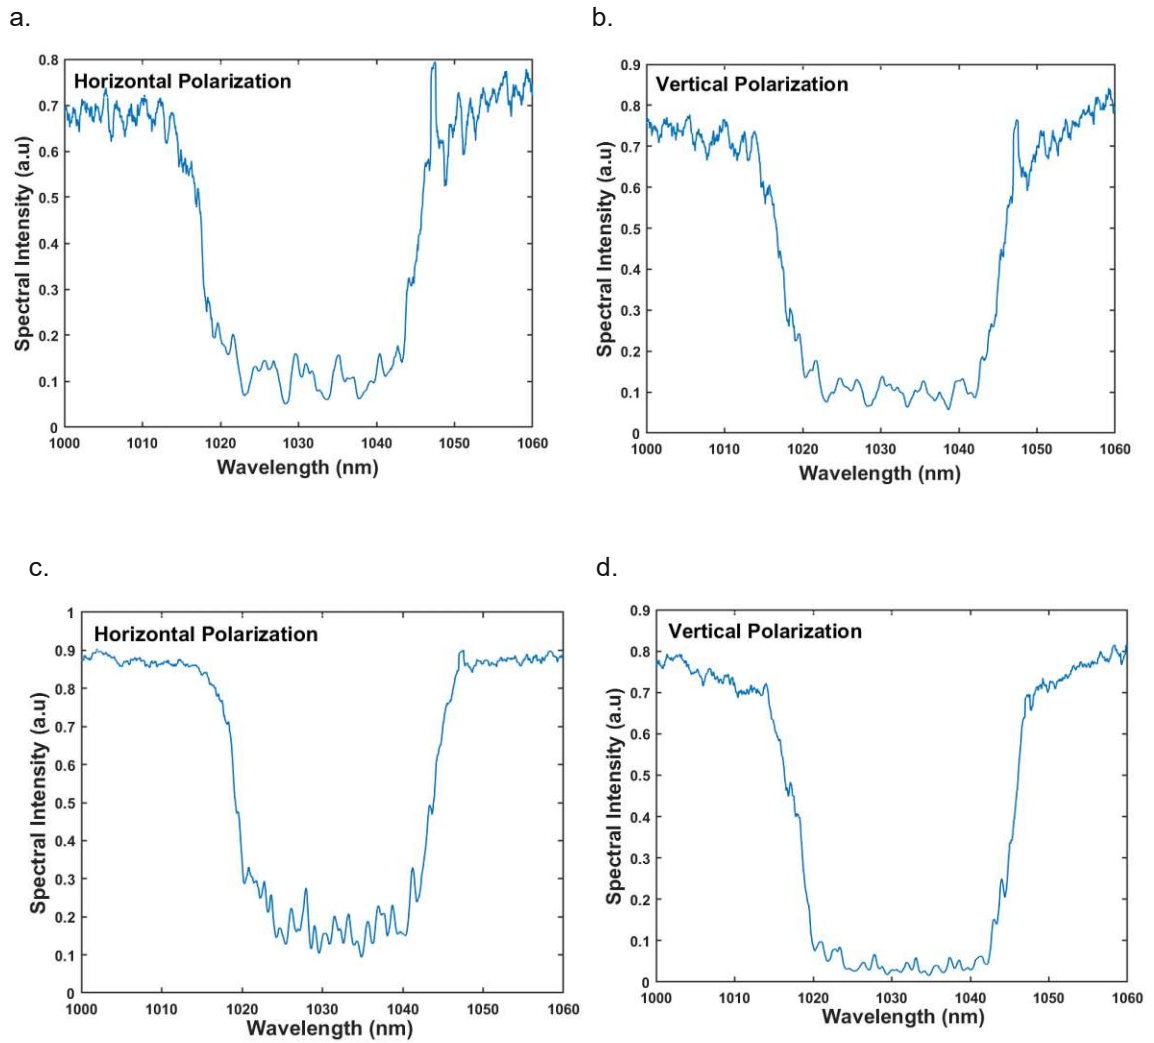 a.
Horizontal Polarization
Spectral Intensity (a.u)
0.8
0.7
0.6
0.5
0.4
0.3
0.2
0.1
0
1000 1010 1020 1030 1040 1050 1060
Wavelength (nm)
b.
Vertical Polarization
Spectral Intensity (a.u)
0.9
0.8
0.7
0.6
0.5
0.4
0.3
0.2
0.1
0
1000 1010 1020 1030 1040 1050 1060
Wavelength (nm)
c.
Horizontal Polarization
Spectral Intensity (a.u)
1
0.9
0.8
0.7
0.6
0.5
0.4
0.3
0.2
0.1
0
1000 1010 1020 1030 1040 1050 1060
Wavelength (nm)
d.
Vertical Polarization
Spectral Intensity (a.u)
0.9
0.8
0.7
0.6
0.5
0.4
0.3
0.2
0.1
0
1000 1010 1020 1030 1040 1050 1060
Wavelength (nm)